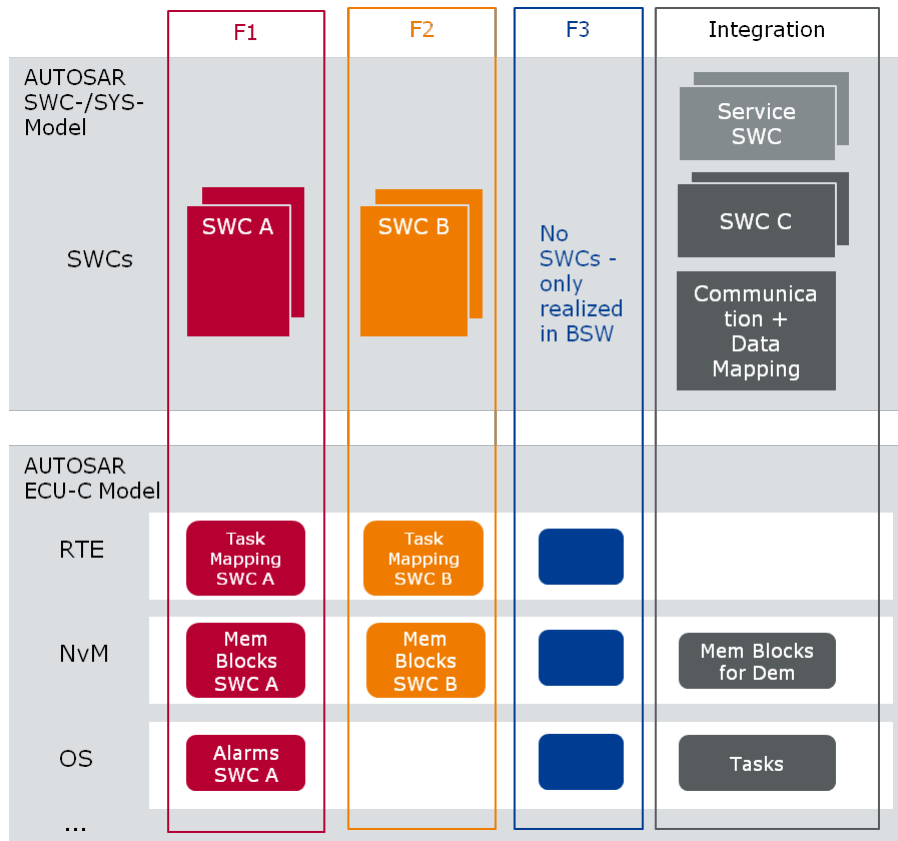 F1
F2
F3
Integration
AUTOSAR
SWC-/SYS-
Model
SWCs
SWC A
SWC B
No
SWCs -
only
realized
in BSW
Service
SWC
SWC C
Communica
tion +
Data
Mapping
AUTOSAR
ECU-C Model
RTE
Task
Mapping
SWC A
Task
Mapping
SWC B
NvM
Mem
Blocks
SWC A
Mem
Blocks
SWC B
Mem Blocks
for Dem
OS
Alarms
SWC A
Tasks
...